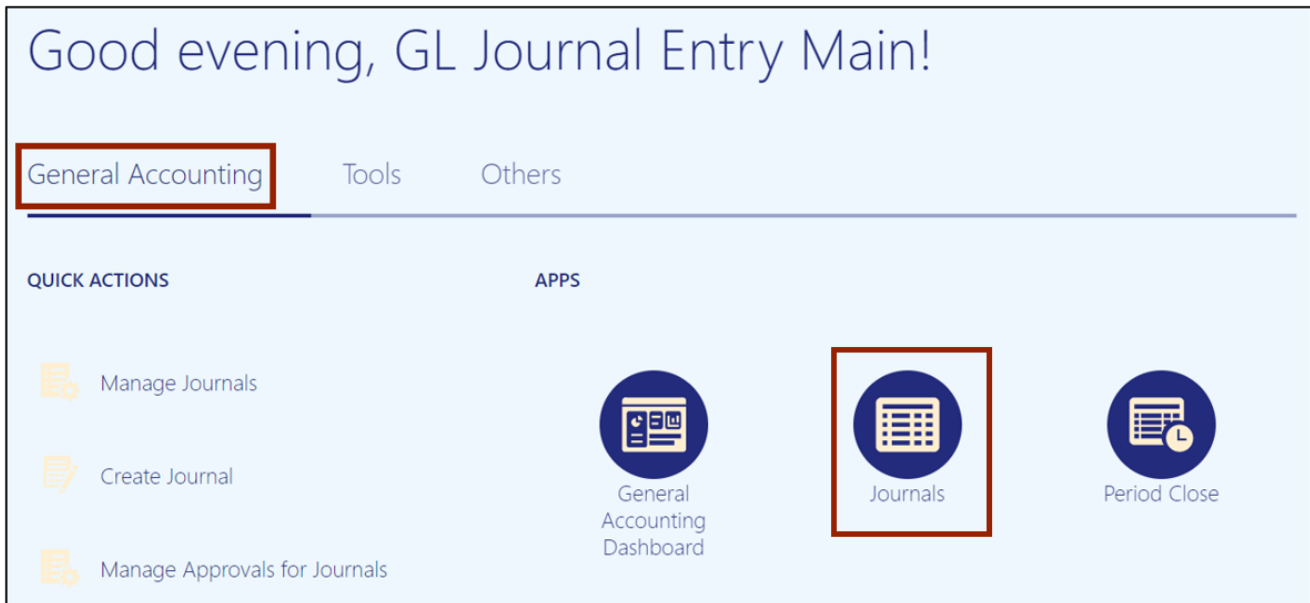 Good evening, GL Journal Entry Main!
General Accounting
Tools
Others
QUICK ACTIONS
APPS
Manage Journals
Create Journal
Manage Approvals for Journals
General
Accounting
Dashboard
Journals
Period Close